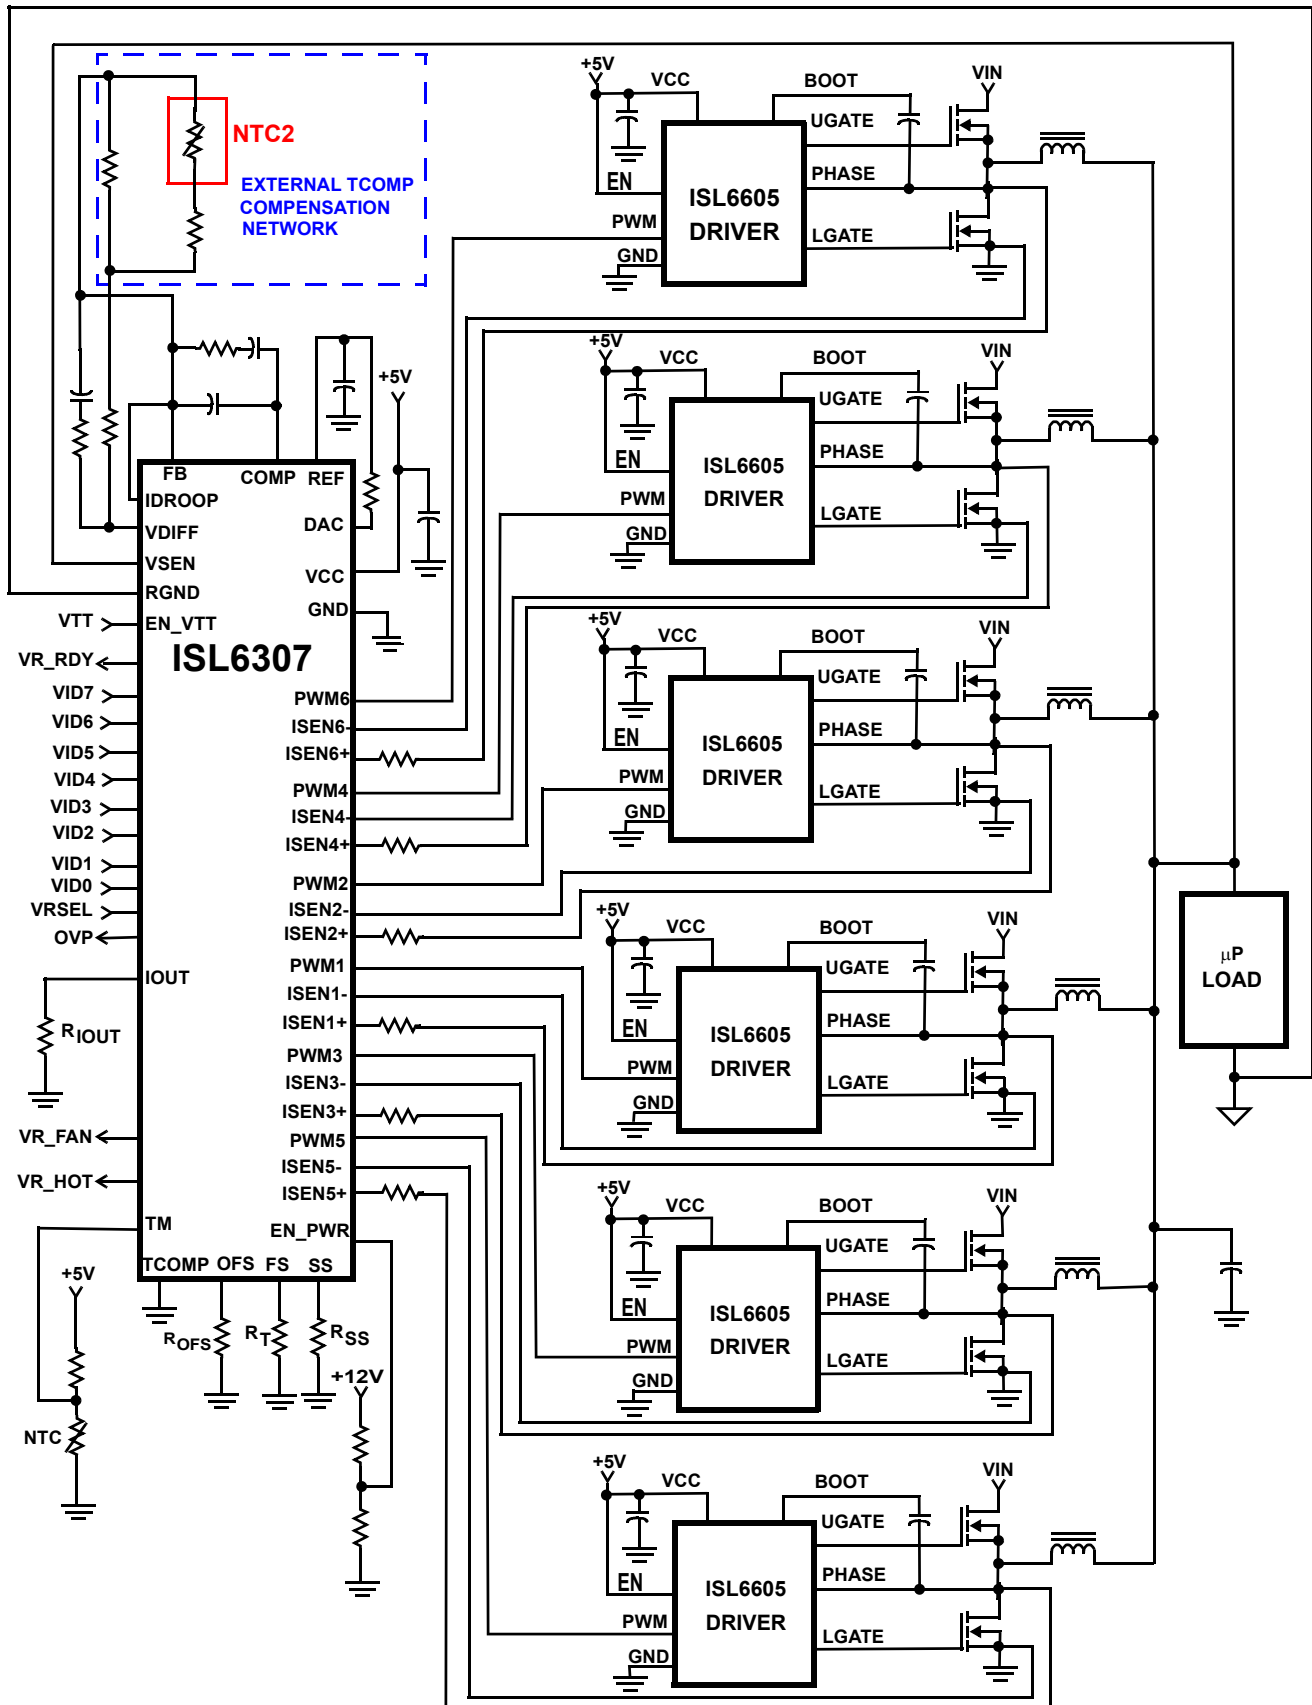 NTC2
EXTERNAL TCOMP
COMPENSATION
NETWORK
+5V
FB
COMP
REF
IDROOP
VDIFF
DAC
VSEN
VCC
RGND
GND
VTT
EN_VTT
ISL6307
VR_RDY
VID7
VID6
VID5
VID4
VID3
VID2
VID1
VID0
VRSEL
OVP
IOUT
RIOUT
VR_FAN
VR_HOT
TM
PWM6
ISEN6-
ISEN6+
PWM4
ISEN4-
ISEN4+
PWM2
ISEN2-
ISEN2+
PWM1
ISEN1-
ISEN1+
PWM3
ISEN3-
ISEN3+
PWM5
ISEN5-
ISEN5+
EN_PWR
TCOMP
OFS
FS
SS
+5V
ROFS
RT
RSS
+12V
NTC
+5V
VCC
BOOT
VIN
UGATE
EN
ISL6605
DRIVER
PHASE
PWM
LGATE
GND
+5V
VCC
BOOT
VIN
UGATE
EN
ISL6605
DRIVER
PHASE
PWM
LGATE
GND
+5V
VCC
BOOT
VIN
UGATE
EN
ISL6605
DRIVER
PHASE
PWM
LGATE
GND
+5V
VCC
BOOT
VIN
UGATE
EN
ISL6605
DRIVER
PHASE
PWM
LGATE
GND
+5V
VCC
BOOT
VIN
UGATE
EN
ISL6605
DRIVER
PHASE
PWM
LGATE
GND
+5V
VCC
BOOT
VIN
UGATE
EN
ISL6605
DRIVER
PHASE
PWM
LGATE
GND
μP
LOAD